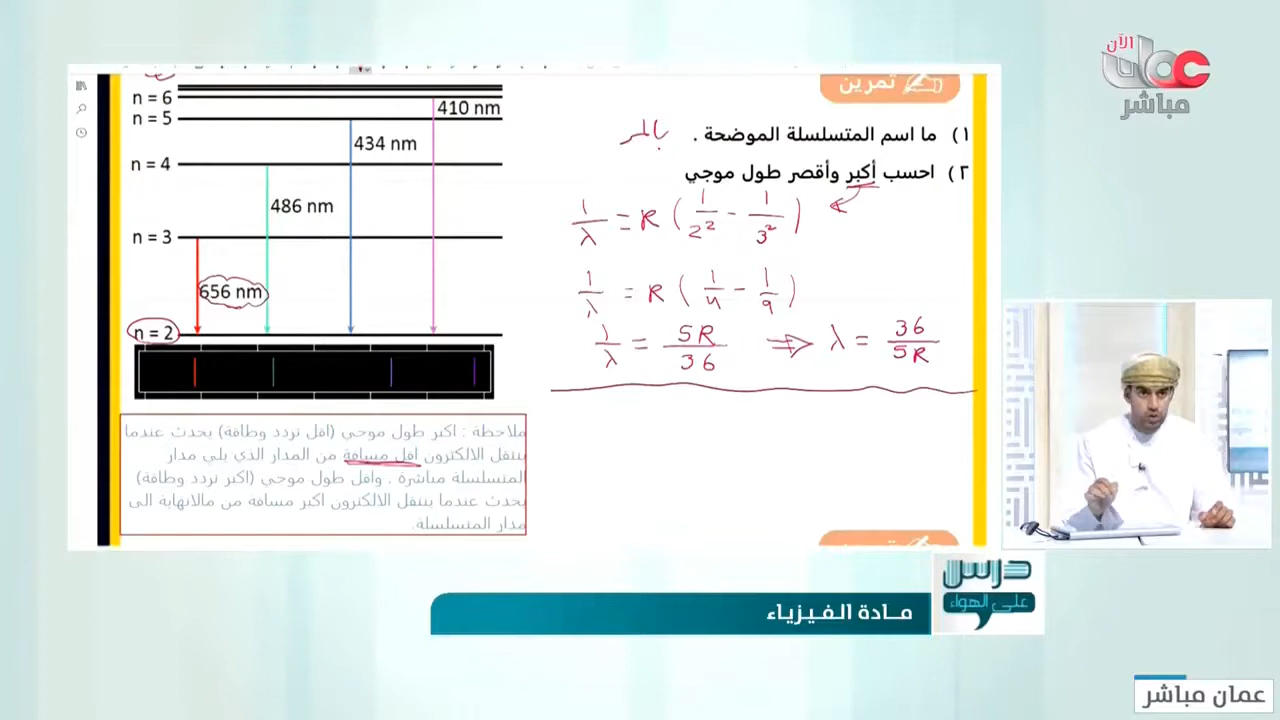 الآن
عمان
مباشر
تمرين
١) ما اسم المتسلسلة الموضحة .
بالمر
٢) احسب أكبر وأقصر طول موجي
1/λ = R ( 1/2² - 1/3² )
1/λ = R ( 1/4 - 1/9 )
1/λ = 5R/36 ⇒ λ = 36/5R
n = 6
410 nm
n = 5
434 nm
n = 4
486 nm
n = 3
656 nm
n = 2
ملاحظة : اكبر طول موجي (اقل تردد وطاقة) يحدث عندما
ينتقل الالكترون اقل مسافة من المدار الذي يلي مدار
المتسلسلة مباشرة . واقل طول موجي (اكبر تردد وطاقة)
يحدث عندما ينتقل الالكترون اكبر مسافة من مالانهاية الى
مدار المتسلسلة.
درس
على الهواء
مــادة الـفـيـزيـاء
عمان مباشر